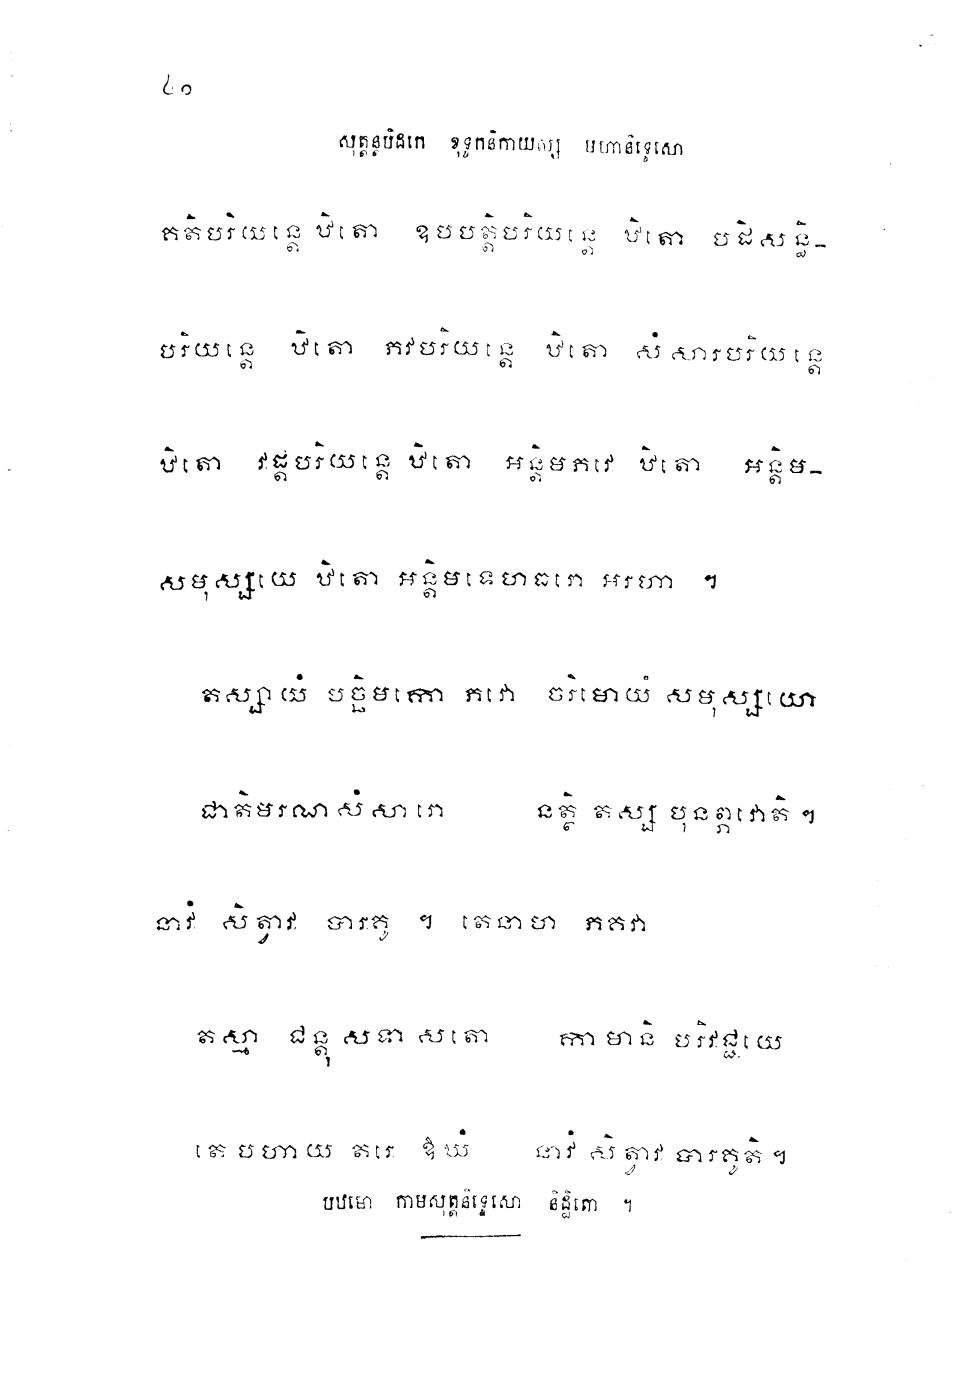 ៤០
សុត្តន្តបិដកេ ខុទ្ទកនិកាយស្ស មហានិទ្ទេសោ
គតិបរិយន្តេ ឋិតោ ឧបបត្តិបរិយន្តេ ឋិតោ បដិសន្ធិ-
បរិយន្តេ ឋិតោ ភវបរិយន្តេ ឋិតោ សំសារបរិយន្តេ
ឋិតោ វដ្តបរិយន្តេ ឋិតោ អន្តិមភវេ ឋិតោ អន្តិម-
សមុស្សយេ ឋិតោ អន្តិមទេហធរោ អរហា ។
តស្សាយំ បច្ឆិមកោ ភវោ ចរិមោយំ សមុស្សយោ
ជាតិមរណសំសារោ នត្ថិ តស្ស បុនព្ភវោតិ ។
នាវំ សិត្វាវ បារគូ ។ តេនាហ ភគវា
តស្មា ជន្តុ សទា សតោ កាមានិ បរិវជ្ជយេ
តេ បហាយ តរេ ឱឃំ នាវំ សិត្វាវ បារគូតិ ។
បឋមោ កាមសុត្តនិទ្ទេសោ និដ្ឋិតោ ។